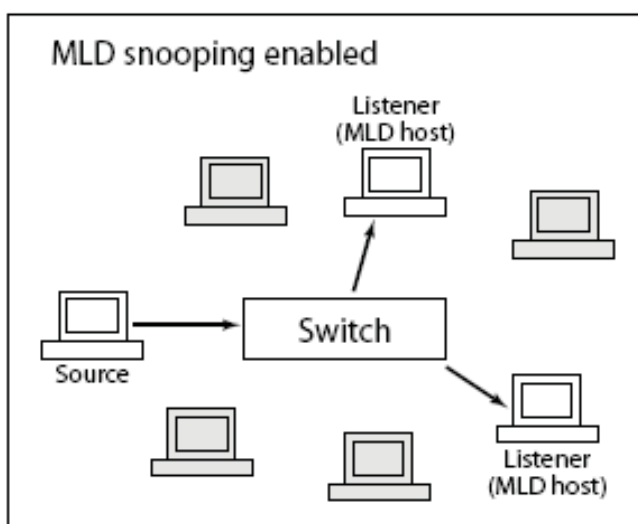 MLD snooping enabled
Listener
(MLD host)
Switch
Source
Listener
(MLD host)